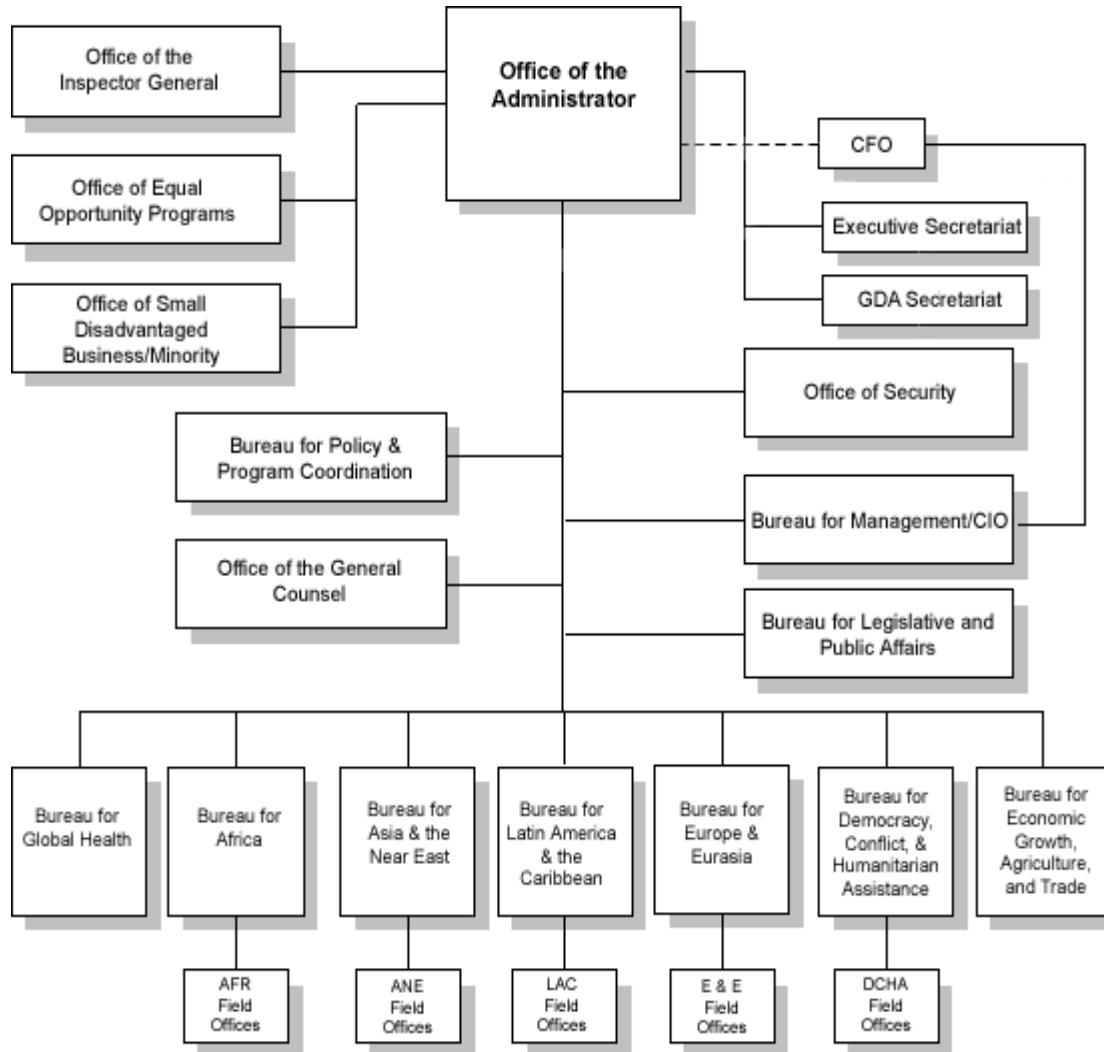 Office of the
Inspector General
Office of the
Administrator
CFO
Office of Equal
Opportunity Programs
Executive Secretariat
Office of Small
Disadvantaged
Business/Minority
GDA Secretariat
Office of Security
Bureau for Policy &
Program Coordination
Bureau for Management/CIO
Office of the General
Counsel
Bureau for Legislative and
Public Affairs
Bureau for
Global Health
Bureau for
Africa
Bureau for
Asia & the
Near East
Bureau for
Latin America
& the
Caribbean
Bureau for
Europe &
Eurasia
Bureau for
Democracy,
Conflict, &
Humanitarian
Assistance
Bureau for
Economic
Growth,
Agriculture,
and Trade
AFR
Field
Offices
ANE
Field
Offices
LAC
Field
Offices
E & E
Field
Offices
DCHA
Field
Offices